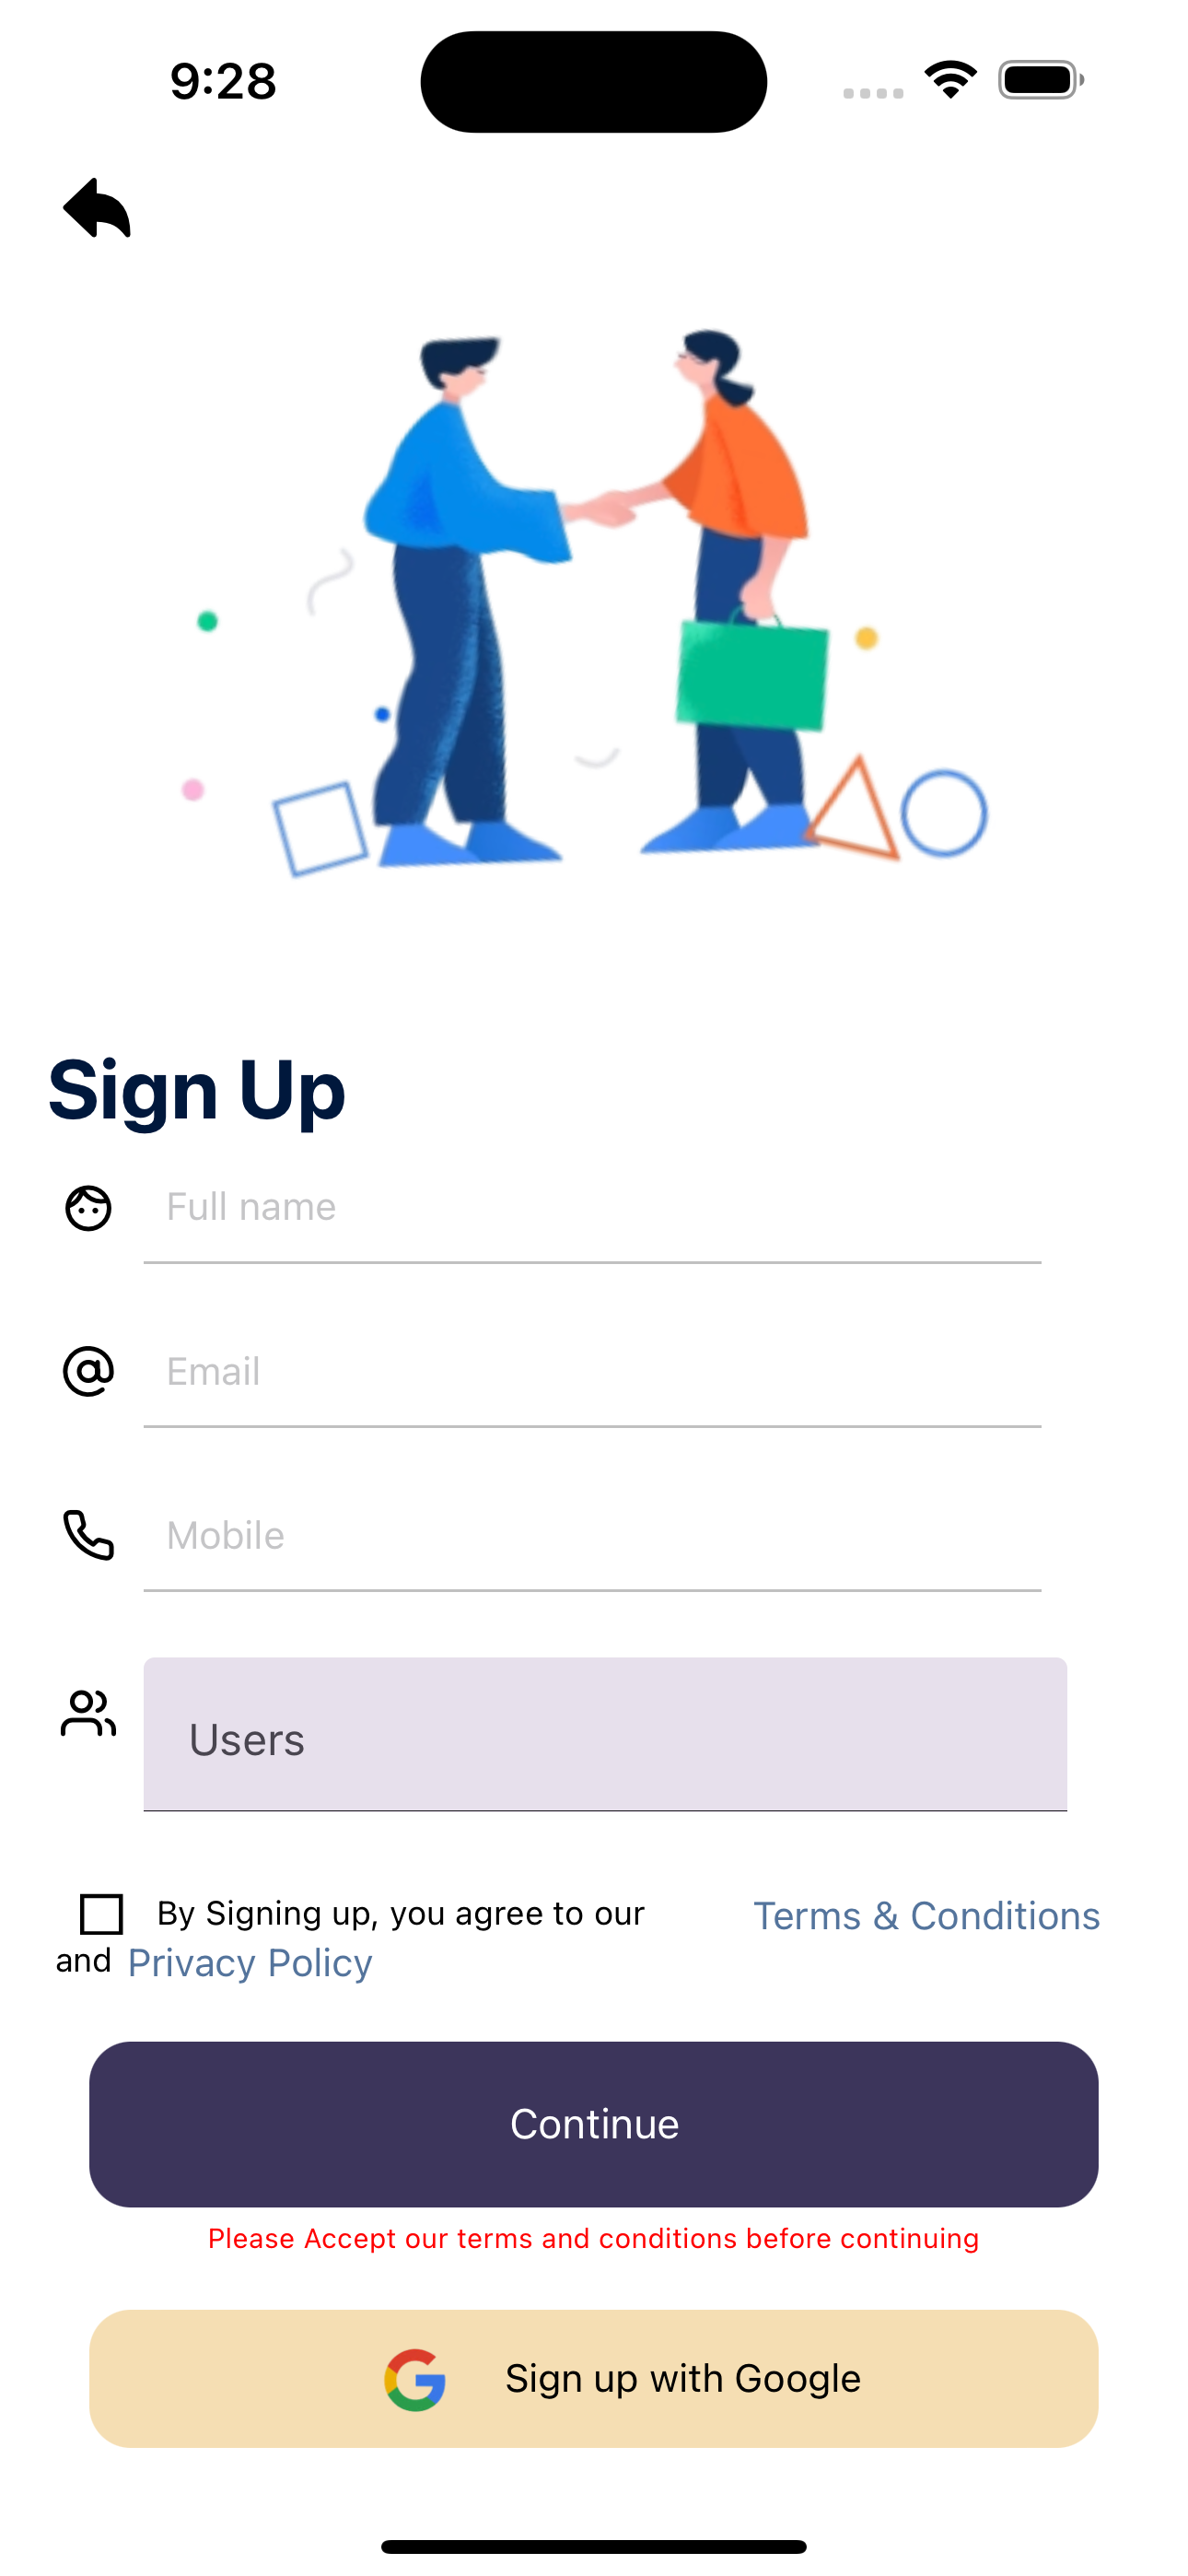 9:28
Sign Up
Full name
Email
Mobile
Users
By Signing up, you agree to our Terms & Conditions
and Privacy Policy
Continue
Please Accept our terms and conditions before continuing
Sign up with Google